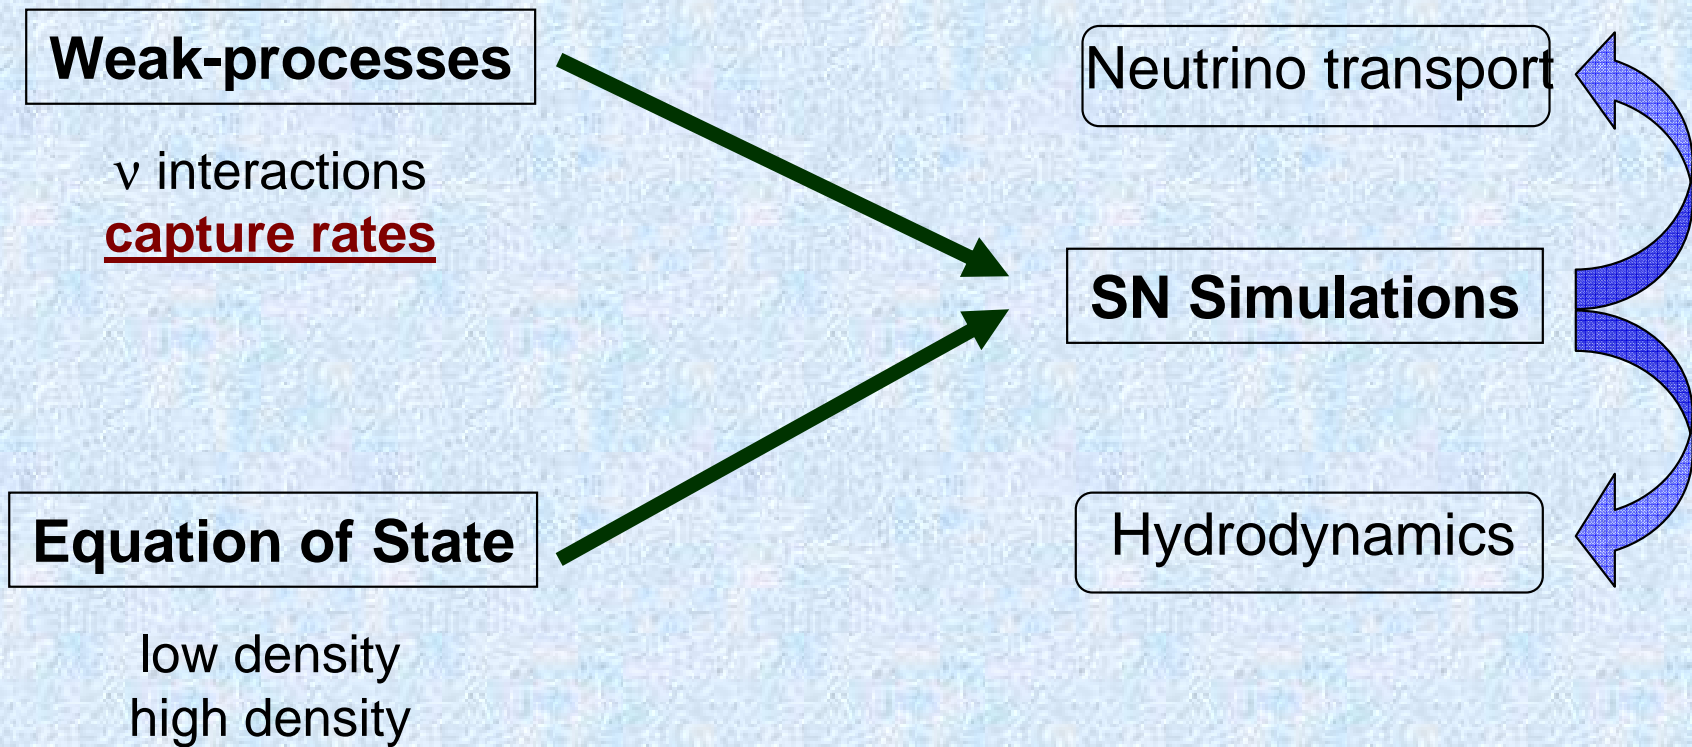 Weak-processes
ν interactions
capture rates
Equation of State
low density
high density
Neutrino transport
SN Simulations
Hydrodynamics